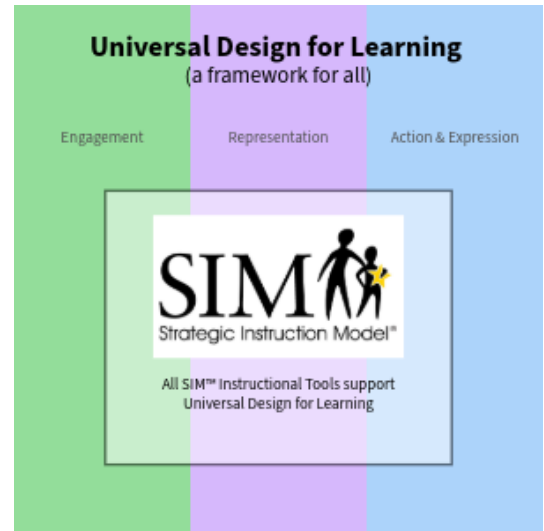 Universal Design for Learning
(a framework for all)
Engagement
Representation
Action & Expression
SIM
Strategic Instruction Model®
All SIM™ Instructional Tools support
Universal Design for Learning